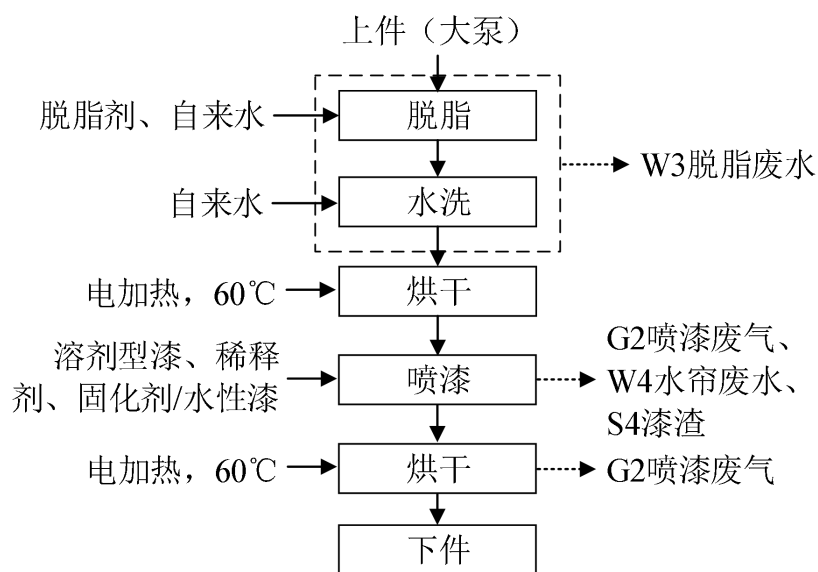 上件（大泵）
脱脂剂、自来水
脱脂
W3脱脂废水
自来水
水洗
电加热，60℃
烘干
溶剂型漆、稀释
剂、固化剂/水性漆
喷漆
G2喷漆废气、
W4水帘废水、
S4漆渣
电加热，60℃
烘干
G2喷漆废气
下件